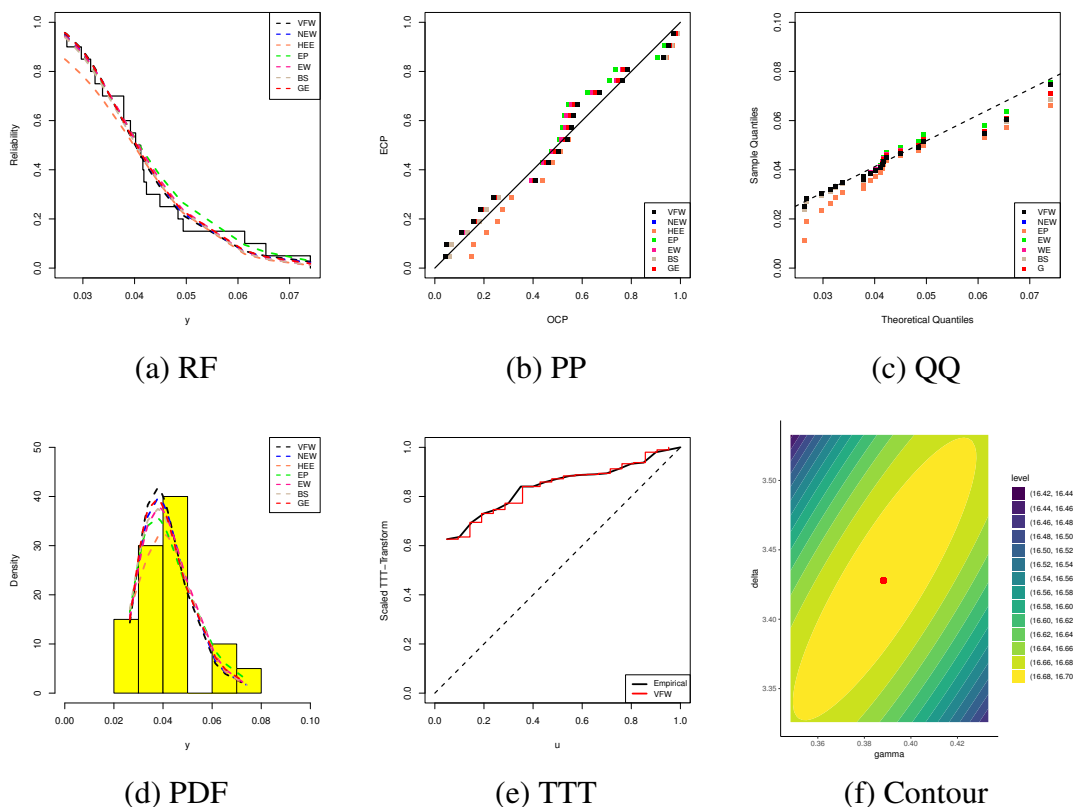 1.0
0.8
0.6
0.4
0.2
0.0
Reliability
0.03 0.04 0.05 0.06 0.07
y
VFW
NEW
HEE
EP
EW
BS
GE
(a) RF
1.0
0.8
0.6
0.4
0.2
0.0
ECP
0.0 0.2 0.4 0.6 0.8 1.0
OCP
VFW
NEW
HEE
EP
EW
BS
GE
(b) PP
0.10
0.08
0.06
0.04
0.02
0.00
Sample Quantiles
0.03 0.04 0.05 0.06 0.07
Theoretical Quantiles
VFW
NEW
EP
EW
WE
BS
G
(c) QQ
50
40
30
20
10
0
Density
0.00 0.02 0.04 0.06 0.08 0.10
y
VFW
NEW
HEE
EP
EW
BS
GE
(d) PDF
1.0
0.8
0.6
0.4
0.2
0.0
Scaled TTT-Transform
0.0 0.2 0.4 0.6 0.8 1.0
u
Empirical
VFW
(e) TTT
3.50
3.45
3.40
3.35
delta
0.36 0.38 0.40 0.42
gamma
level
(16.42, 16.44
(16.44, 16.46
(16.46, 16.48
(16.48, 16.50
(16.50, 16.52
(16.52, 16.54
(16.54, 16.56
(16.56, 16.58
(16.58, 16.60
(16.60, 16.62
(16.62, 16.64
(16.64, 16.66
(16.66, 16.68
(16.68, 16.70
(f) Contour